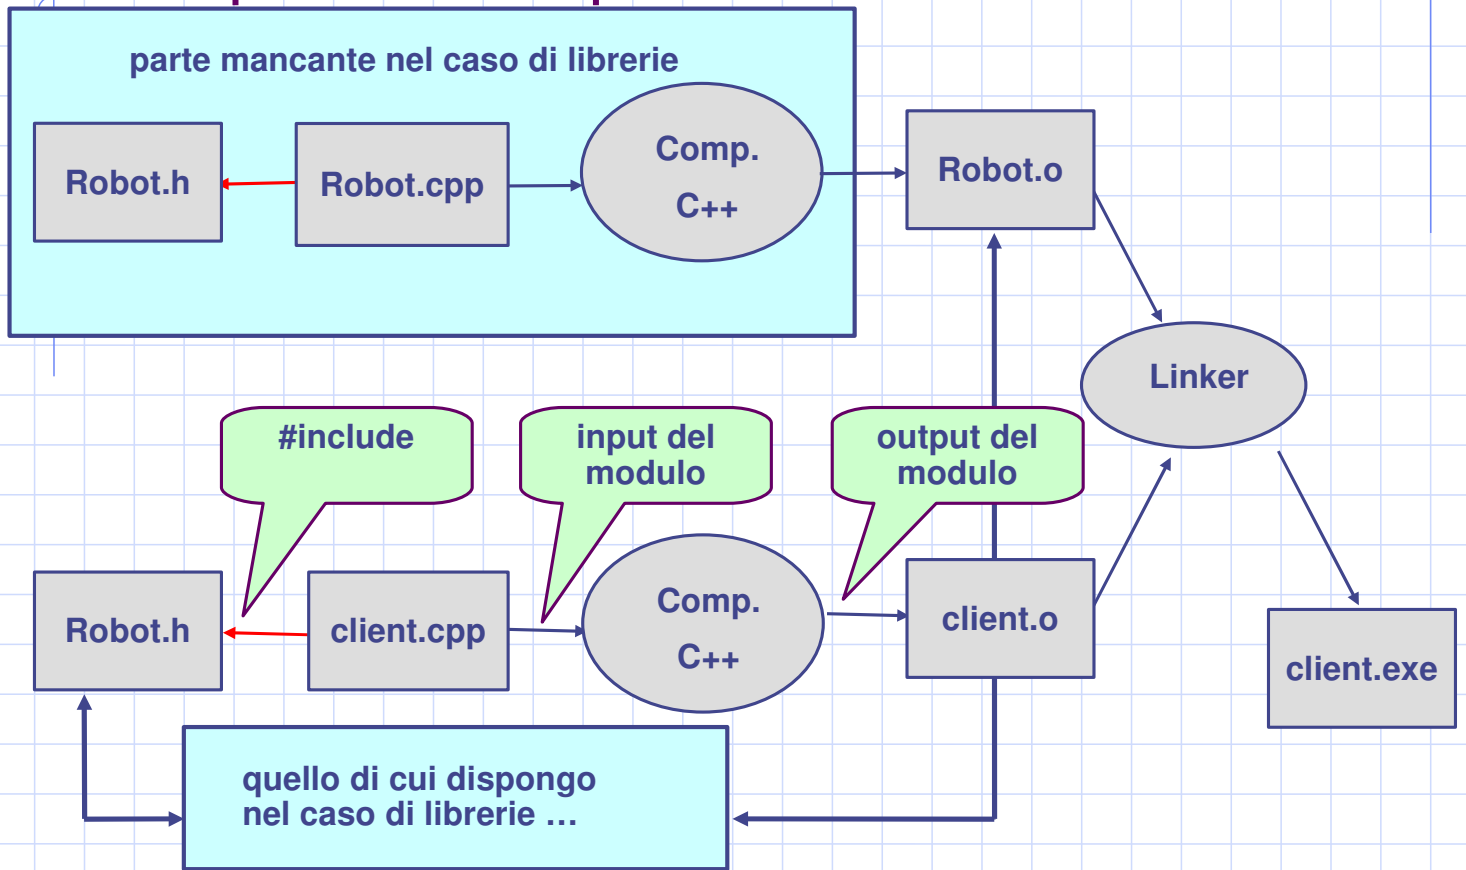 parte mancante nel caso di librerie
Robot.h
Robot.cpp
Comp.
C++
Robot.o
Linker
#include
input del
modulo
output del
modulo
Robot.h
client.cpp
Comp.
C++
client.o
client.exe
quello di cui dispongo
nel caso di librerie …